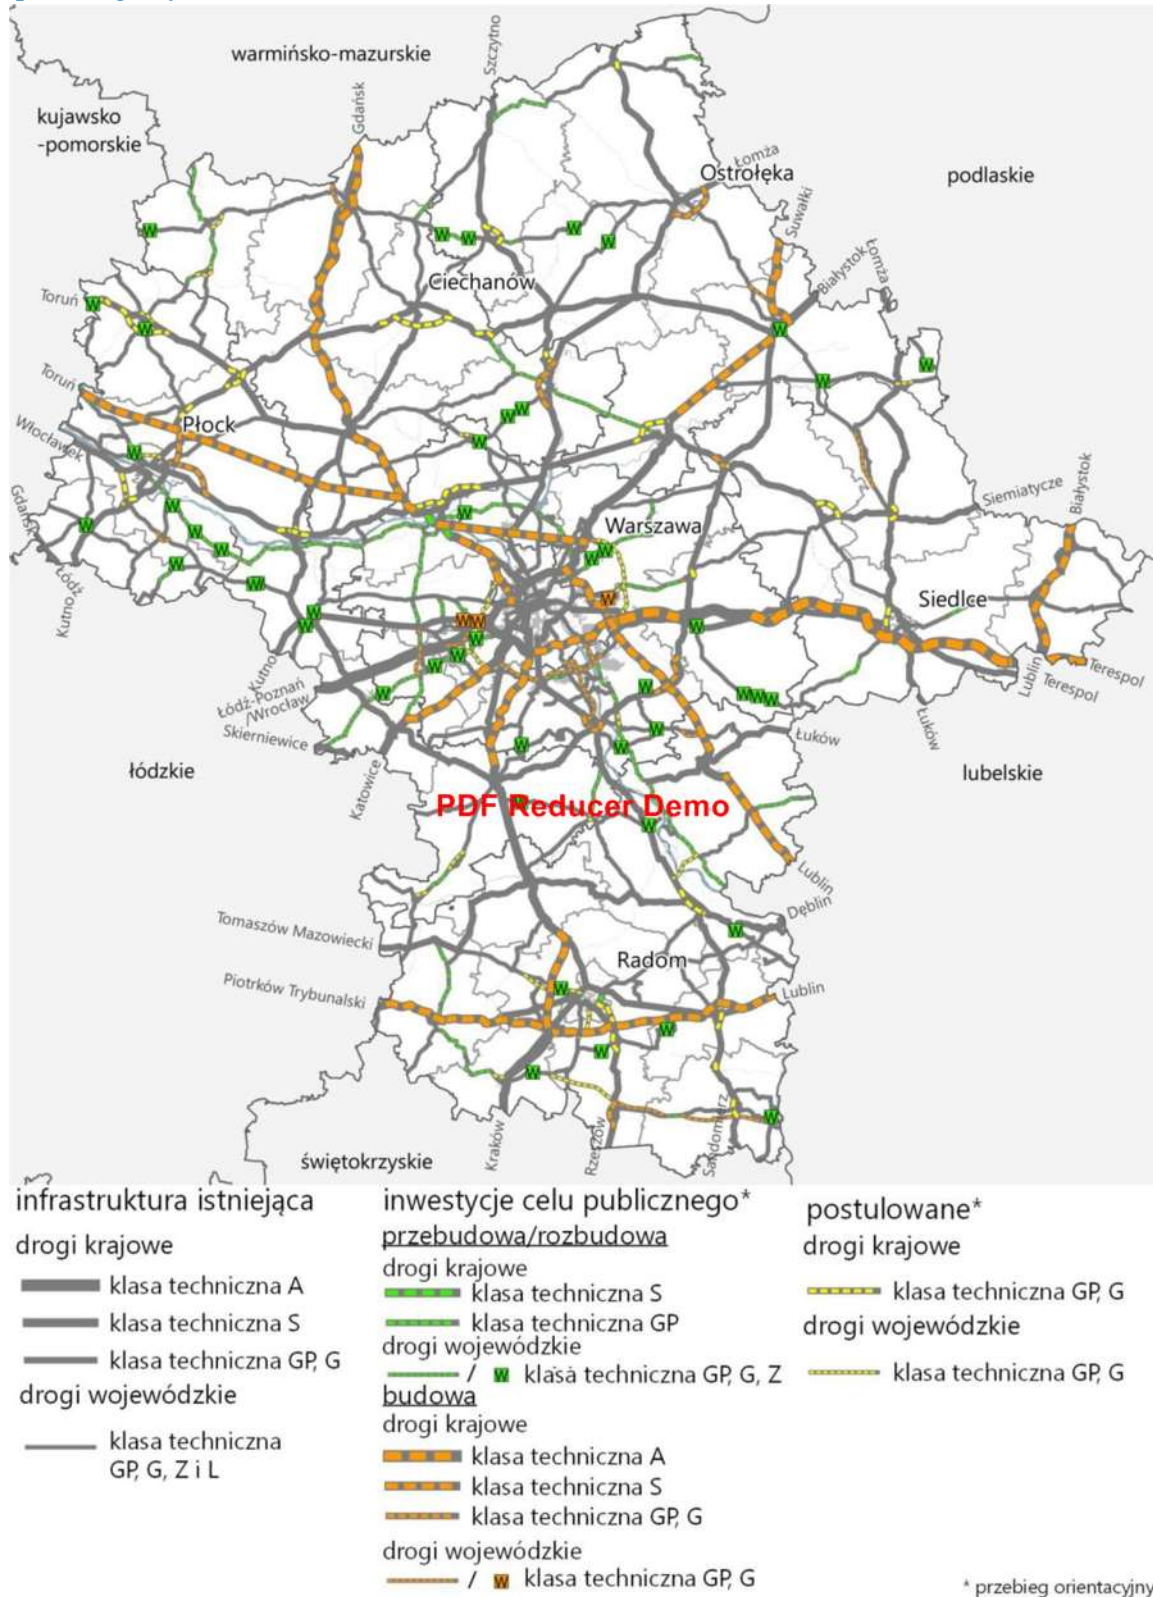 warmińsko-mazurskie
Szczytno
kujawsko
-pomorskie
Gdańsk
Łomża
Ostrołęka
podlaskie
Suwałki
Białystok
Łomża
Ciechanów
Toruń
Toruń
Płock
Włocławek
Gdańsk
Siemiatycze
Białystok
Warszawa
Siedlce
Łódź
Kutno
Kutno
Łódź-Poznań
/Wrocław
Skierniewice
Katowice
Lublin
Terespol
Terespol
Łuków
Łuków
łódzkie
lubelskie
PDF Reducer Demo
Lublin
Dęblin
Tomaszów Mazowiecki
Radom
Piotrków Trybunalski
Lublin
Kraków
Rzeszów
Sandomierz
świętokrzyskie
W
infrastruktura istniejąca
drogi krajowe
klasa techniczna A
klasa techniczna S
klasa techniczna GP, G
drogi wojewódzkie
klasa techniczna
GP, G, Z i L
inwestycje celu publicznego*
przebudowa/rozbudowa
drogi krajowe
klasa techniczna S
klasa techniczna GP
drogi wojewódzkie
/ W klasa techniczna GP, G, Z
budowa
drogi krajowe
klasa techniczna A
klasa techniczna S
klasa techniczna GP, G
drogi wojewódzkie
/ W klasa techniczna GP, G
postulowane*
drogi krajowe
klasa techniczna GP, G
drogi wojewódzkie
klasa techniczna GP, G
* przebieg orientacyjny